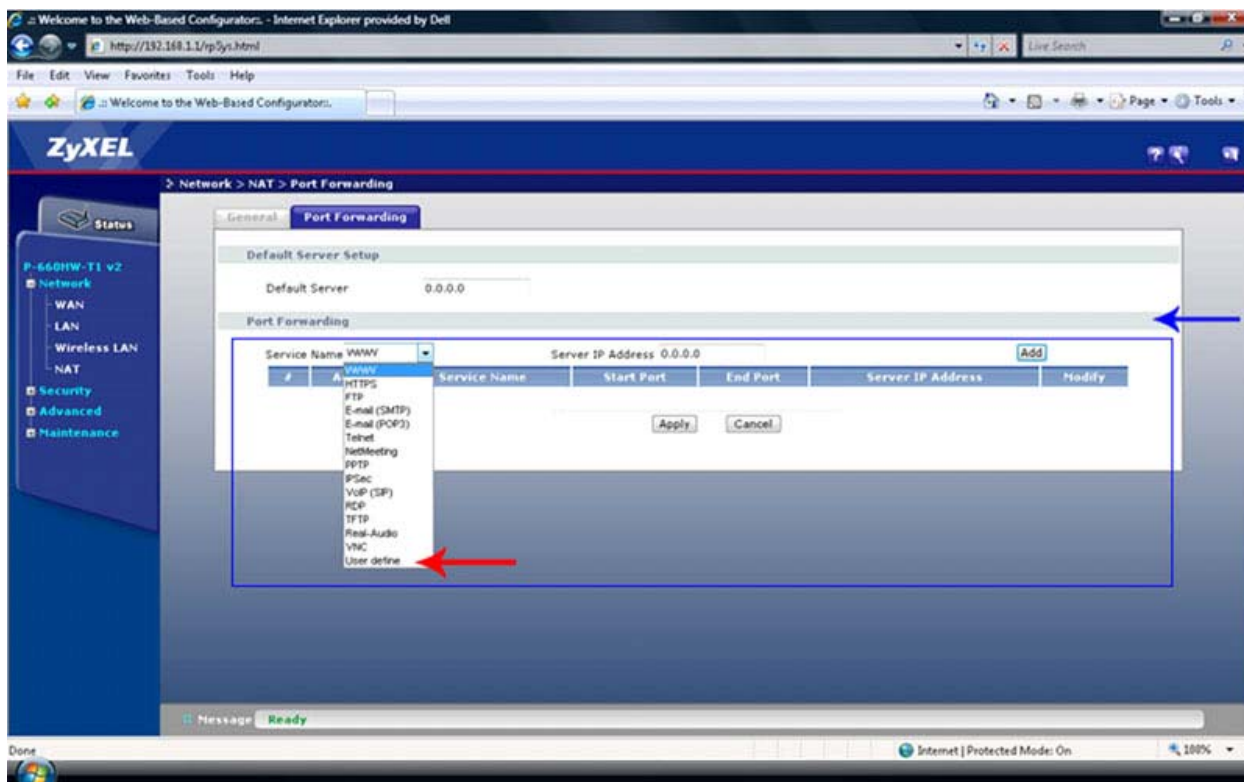 .:: Welcome to the Web-Based Configurator::. - Internet Explorer provided by Dell
http://192.168.1.1/rpSys.html
Live Search
File Edit View Favorites Tools Help
.:: Welcome to the Web-Based Configurator::.
Page Tools
ZyXEL
Network > NAT > Port Forwarding
Status
General Port Forwarding
P-660HW-T1 v2
Network
WAN
LAN
Wireless LAN
NAT
Security
Advanced
Maintenance
Default Server Setup
Default Server 0.0.0.0
Port Forwarding
Service Name WWW Server IP Address 0.0.0.0 Add
# Service Name Start Port End Port Server IP Address Modify
WWW
HTTPS
FTP
E-mail (SMTP)
E-mail (POP3)
Telnet
NetMeeting
PPTP
IPSec
VoIP (SIP)
RDP
TFTP
Real-Audio
VNC
User define
Apply Cancel
Message Ready
Done
Internet | Protected Mode: On
100%